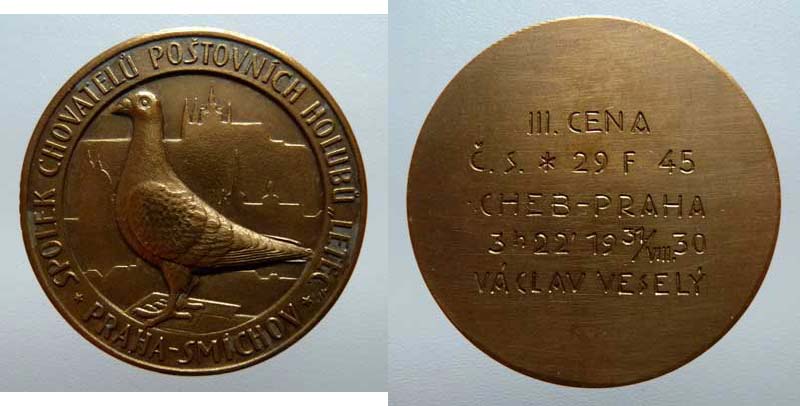 SPOLEK CHOVATELŮ POŠTOVNÍCH HOLUBŮ „LETEC“
* PRAHA-SMÍCHOV *
III. CENA
Č. S. * 29 F 45
CHEB-PRAHA
3 h 22' 19 31/VIII. 30
VÁCLAV VESELÝ